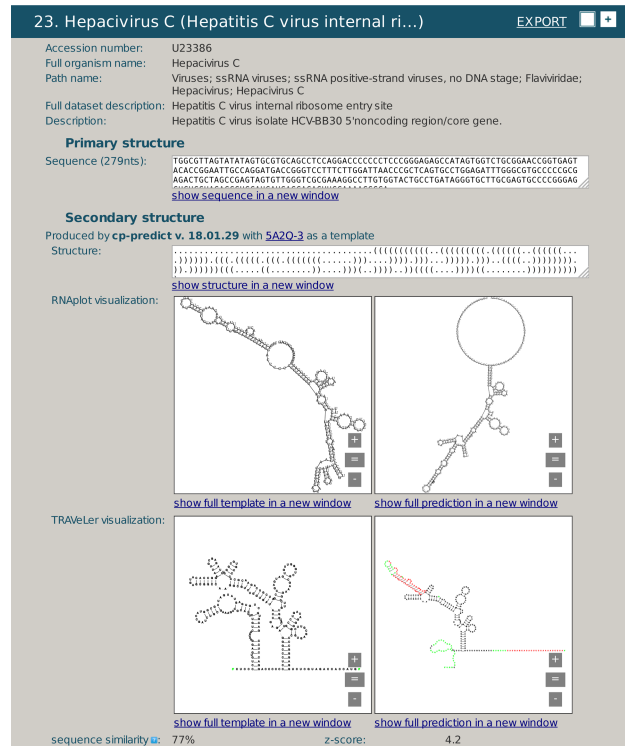 23. Hepacivirus C (Hepatitis C virus internal ri...) EXPORT +
Accession number: U23386
Full organism name: Hepacivirus C
Path name: Viruses; ssRNA viruses; ssRNA positive-strand viruses, no DNA stage; Flaviviridae;
Hepacivirus; Hepacivirus C
Full dataset description: Hepatitis C virus internal ribosome entry site
Description: Hepatitis C virus isolate HCV-BB30 5'noncoding region/core gene.
Primary structure
Sequence (279nts): TGGCGTTAGTATATAGTGCGTGCAGCCTCCAGGACCCCCCCTCCCGGGAGAGCCATAGTGGTCTGCGGAACCGGTGAGT
ACACCGGAATTGCCAGGATGACCGGGTCCTTTCTTGGATTAACCCGCTCAGTGCCTGGAGATTTGGGCGTGCCCCCGCG
AGACTGCTAGCCGAGTAGTGTTGGGTCGCGAAAGGCCTTGTGGTACTGCCTGATAGGGTGCTTGCGAGTGCCCCGGGAG
show sequence in a new window
Secondary structure
Produced by cp-predict v. 18.01.29 with 5A2Q-3 as a template
Structure: ........................................(((((((((((..((((((((((.((((((..((((((...
.)))))).(((.(((((.(((.(((((((......)))....)))).))).
show structure in a new window
RNAplot visualization:
+
=
-
+
=
-
show full template in a new window show full prediction in a new window
TRAVeLer visualization:
+
=
-
+
=
-
show full template in a new window show full prediction in a new window
sequence similarity : 77% z-score: 4.2